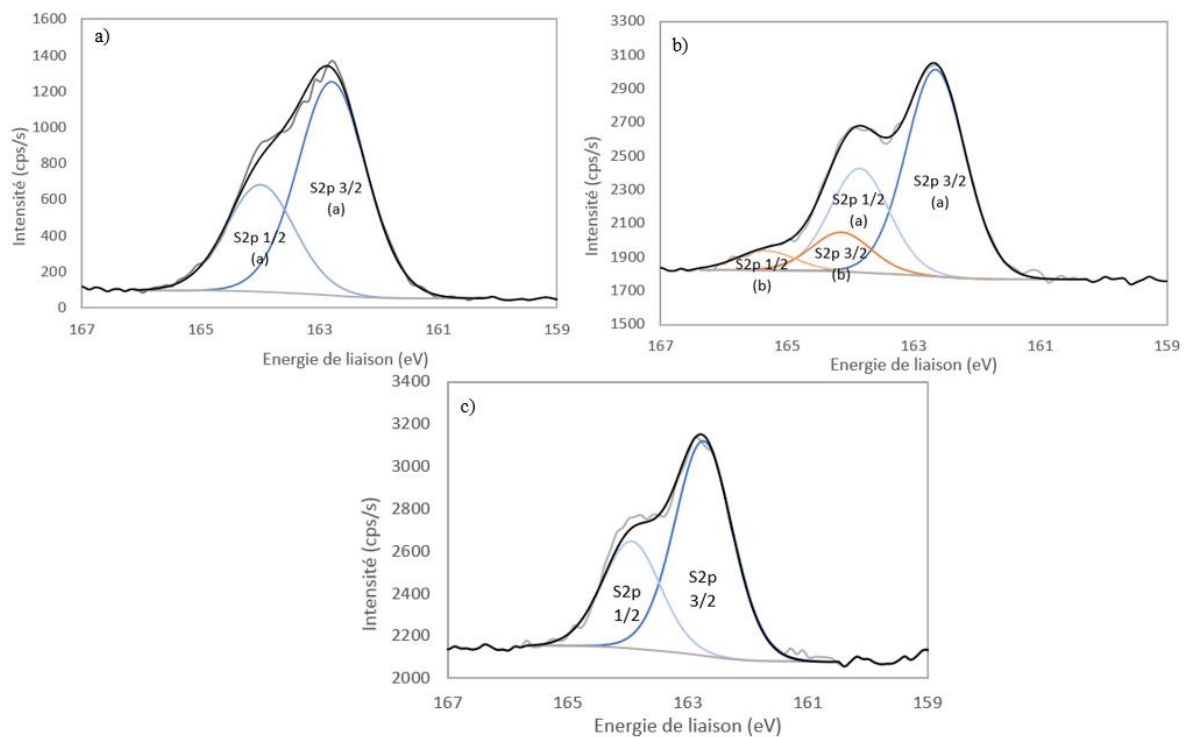 a)
1600
1400
1200
1000
800
600
400
200
0
Intensité (cps/s)
S2p 3/2
(a)
S2p 1/2
(a)
167
165
163
161
159
Energie de liaison (eV)
b)
3300
3100
2900
2700
2500
2300
2100
1900
1700
1500
Intensité (cps/s)
S2p 3/2
(a)
S2p 1/2
(a)
S2p 3/2
(b)
S2p 1/2
(b)
167
165
163
161
159
Energie de liaison (eV)
c)
3400
3200
3000
2800
2600
2400
2200
2000
Intensité (cps/s)
S2p
1/2
S2p
3/2
167
165
163
161
159
Energie de liaison (eV)